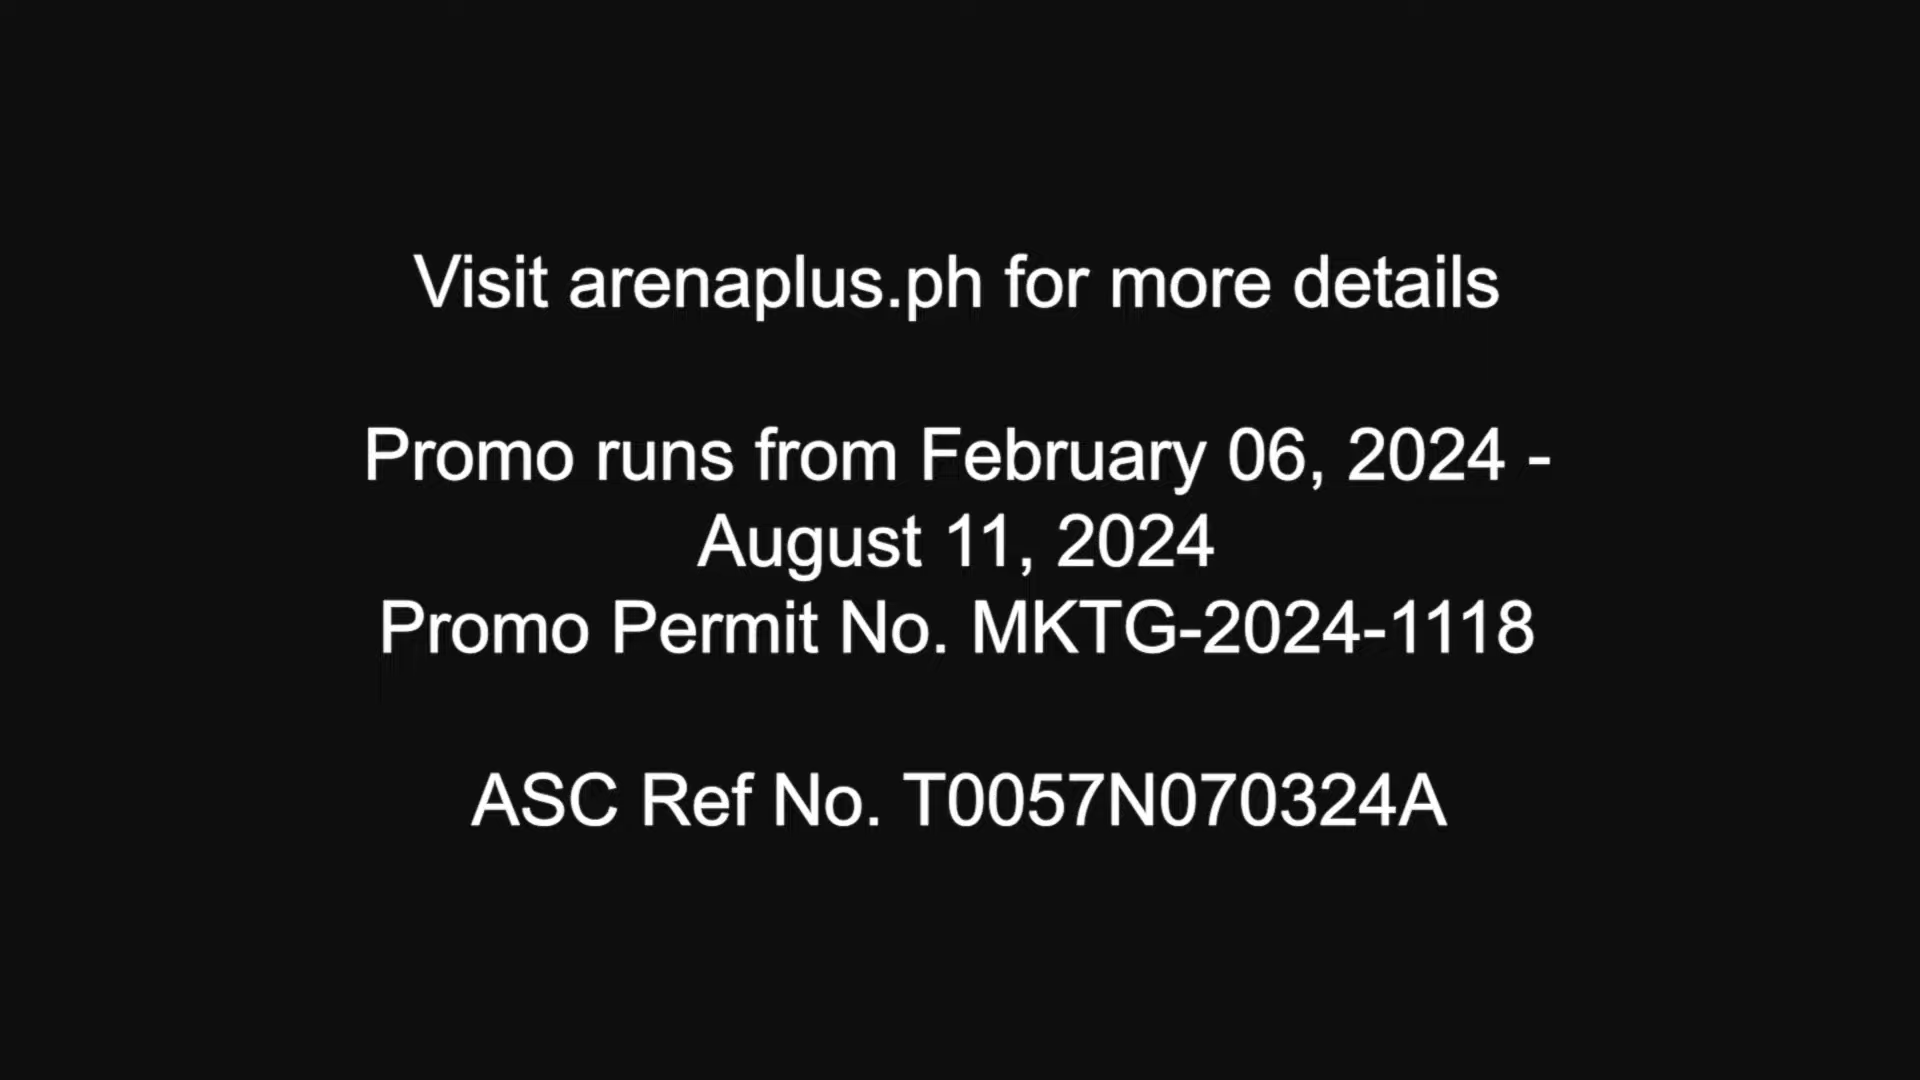 Visit arenaplus.ph for more details
Promo runs from February 06, 2024 -
August 11, 2024
Promo Permit No. MKTG-2024-1118
ASC Ref No. T0057N070324A